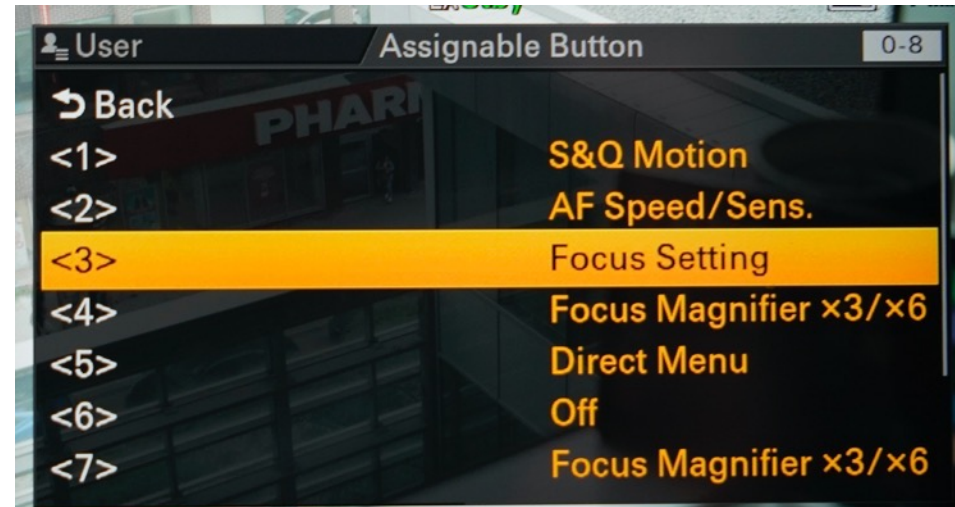 User Assignable Button 0-8
Back
<1> S&Q Motion
<2> AF Speed/Sens.
<3> Focus Setting
<4> Focus Magnifier ×3/×6
<5> Direct Menu
<6> Off
<7> Focus Magnifier ×3/×6
PHAR